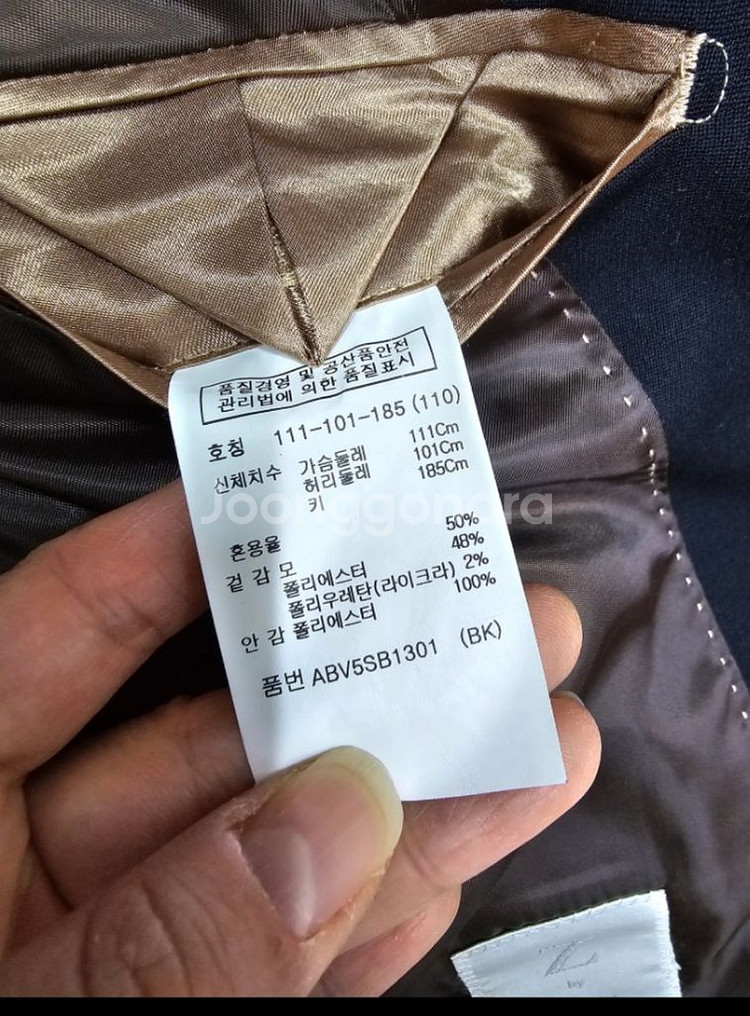 품질경영 및 공산품안전
관리법에 의한 품질표시
호칭 111-101-185 (110)
신체치수 가슴둘레 111Cm
허리둘레 101Cm
키 185Cm
Joonggonara
혼용율
겉 감 모 50%
폴리에스터 48%
폴리우레탄(라이크라) 2%
안 감 폴리에스터 100%
품번 ABV5SB1301 (BK)
Z
by